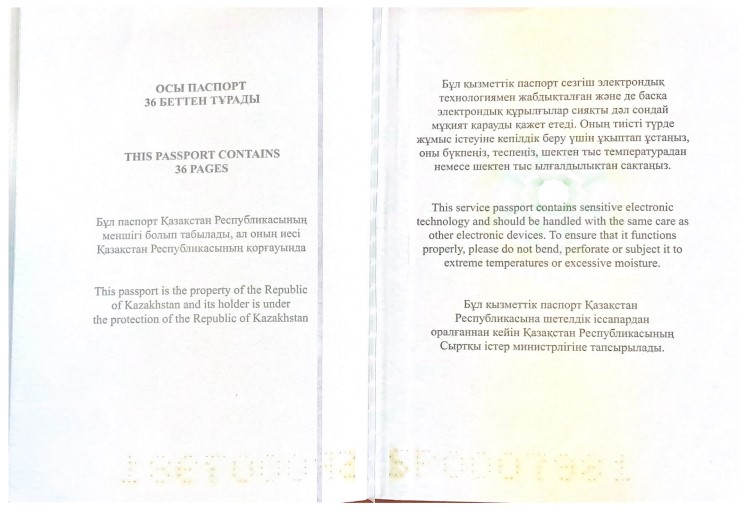 ОСЫ ПАСПОРТ
36 БЕТТЕН ТҰРАДЫ
THIS PASSPORT CONTAINS
36 PAGES
Бұл паспорт Қазақстан Республикасының
меншігі болып табылады, ал оның иесі
Қазақстан Республикасының қорғауында
This passport is the property of the Republic
of Kazakhstan and its holder is under
the protection of the Republic of Kazakhstan
Бұл қызметтік паспорт сезгіш электрондық
технологиямен жабдықталған және де басқа
электрондық құрылғылар сияқты дәл сондай
мұқият қарауды қажет етеді. Оның тиісті түрде
жұмыс істеуіне кепілдік беру үшін ұқыптап ұстаңыз,
оны бүкпеңіз, теспеңіз, шектен тыс температурадан
немесе шектен тыс ылғалдылықтан сақтаңыз.
This service passport contains sensitive electronic
technology and should be handled with the same care as
other electronic devices. To ensure that it functions
properly, please do not bend, perforate or subject it to
extreme temperatures or excessive moisture.
Бұл қызметтік паспорт Қазақстан
Республикасына шетелдік іссапардан
оралғаннан кейін Қазақстан Республикасының
Сыртқы істер министрлігіне тапсырылады.